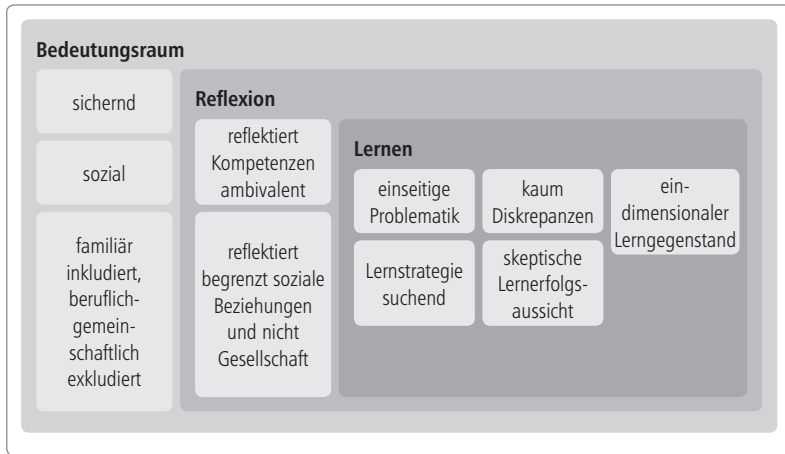 Bedeutungsraum
sichernd
sozial
familiär
inkludiert,
beruflich-
gemein-
schaftlich
exkludiert
Reflexion
reflektiert
Kompetenzen
ambivalent
reflektiert
begrenzt soziale
Beziehungen
und nicht
Gesellschaft
Lernen
einseitige
Problematik
kaum
Diskrepanzen
ein-
dimensionaler
Lerngegenstand
Lernstrategie
suchend
skeptische
Lernerfolgs-
aussicht